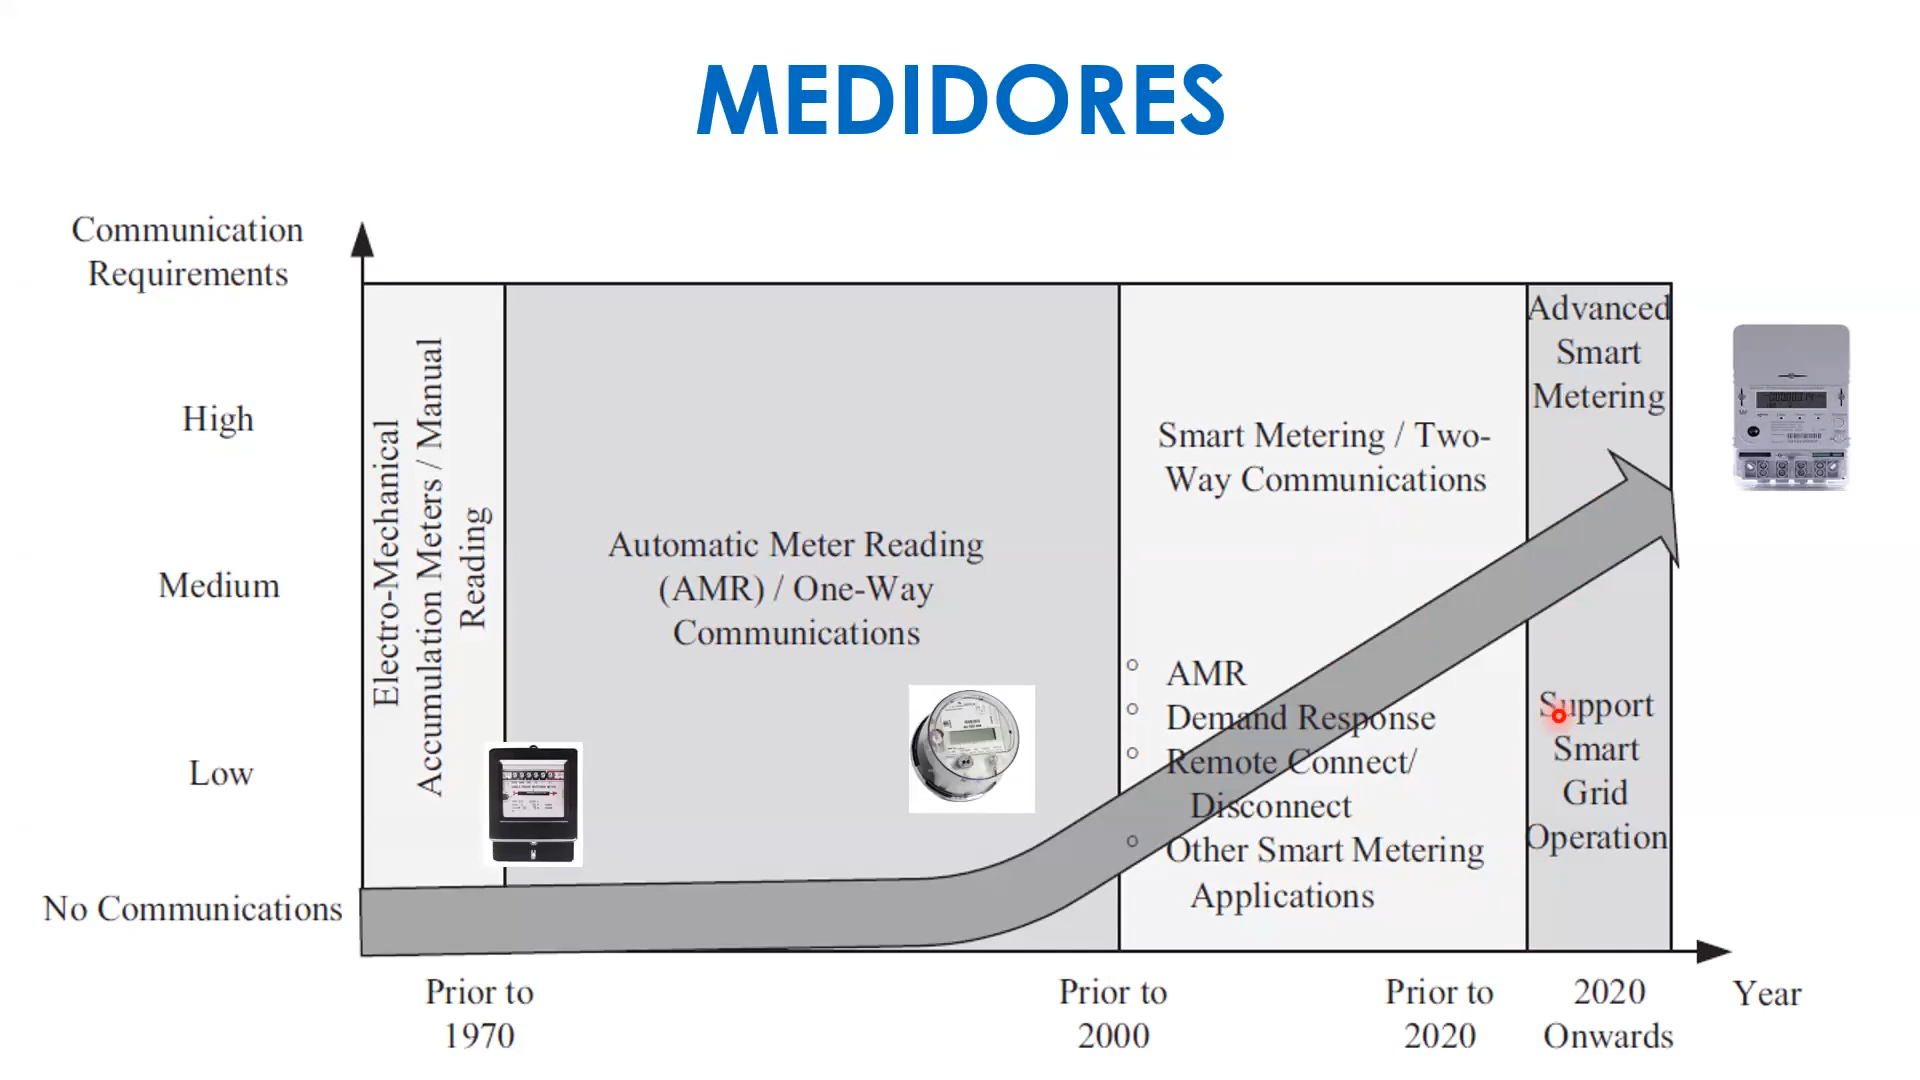 MEDIDORES
Communication
Requirements
High
Medium
Low
No Communications
Electro-Mechanical
Accumulation Meters / Manual
Reading
Automatic Meter Reading
(AMR) / One-Way
Communications
Smart Metering / Two-
Way Communications
AMR
Demand Response
Remote Connect/
Disconnect
Other Smart Metering
Applications
Advanced
Smart
Metering
Support
Smart
Grid
Operation
Prior to
1970
Prior to
2000
Prior to
2020
2020
Onwards
Year